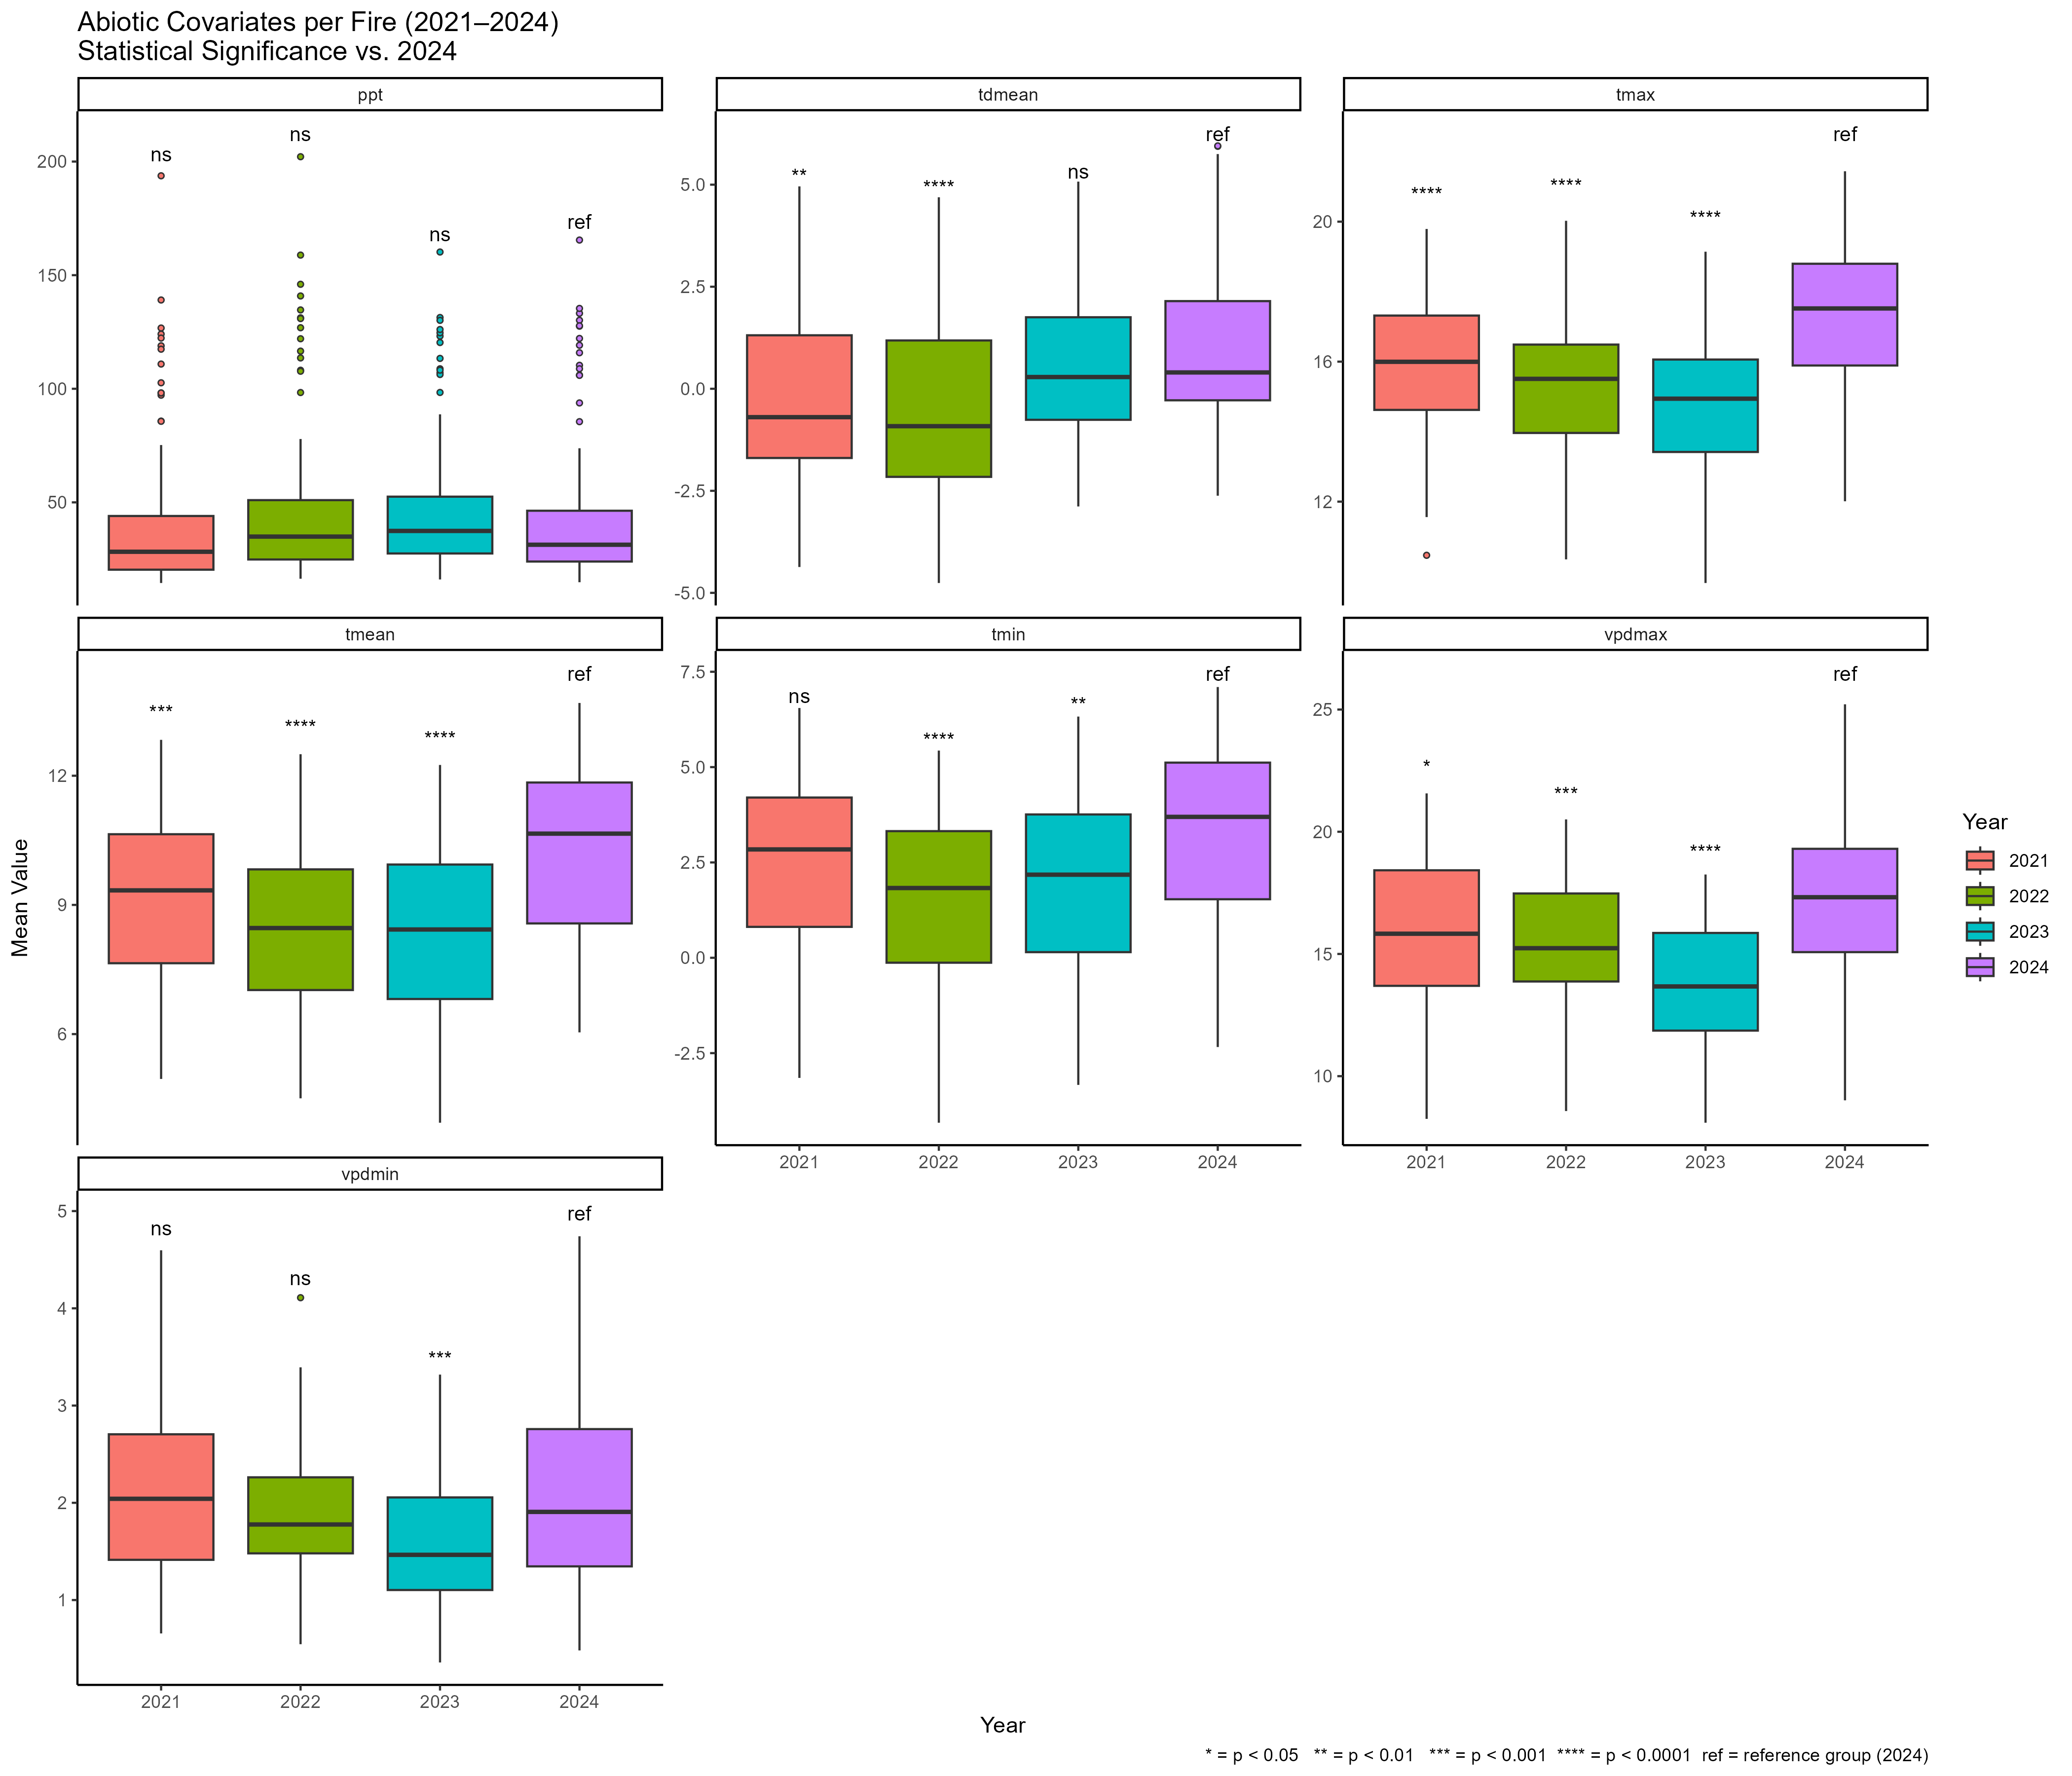 Abiotic Covariates per Fire (2021–2024)
Statistical Significance vs. 2024
ppt
ns
ns
ns
ref
200
150
100
50
tdmean
**
****
ns
ref
5.0
2.5
0.0
-2.5
-5.0
tmax
****
****
****
ref
20
16
12
tmean
***
****
****
ref
12
9
6
tmin
ns
****
**
ref
7.5
5.0
2.5
0.0
-2.5
2021 2022 2023 2024
vpdmax
*
***
****
ref
25
20
15
10
2021 2022 2023 2024
vpdmin
ns
ns
***
ref
5
4
3
2
1
2021 2022 2023 2024
Mean Value
Year
Year
2021
2022
2023
2024
* = p < 0.05 ** = p < 0.01 *** = p < 0.001 **** = p < 0.0001 ref = reference group (2024)